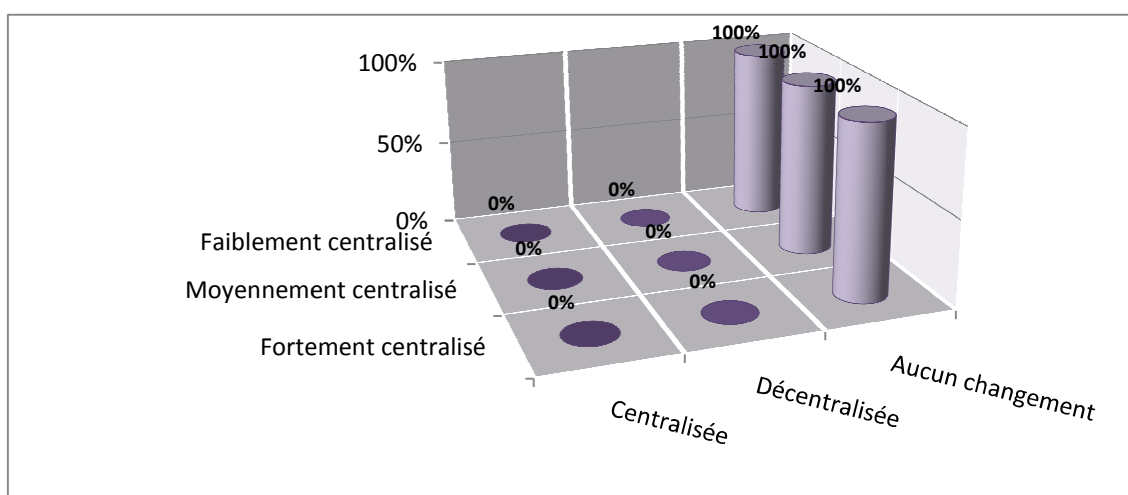 100%
100%
100%
100%
50%
0%
0%
0%
0%
0%
0%
0%
Faiblement centralisé
Moyennement centralisé
Fortement centralisé
Centralisée
Décentralisée
Aucun changement